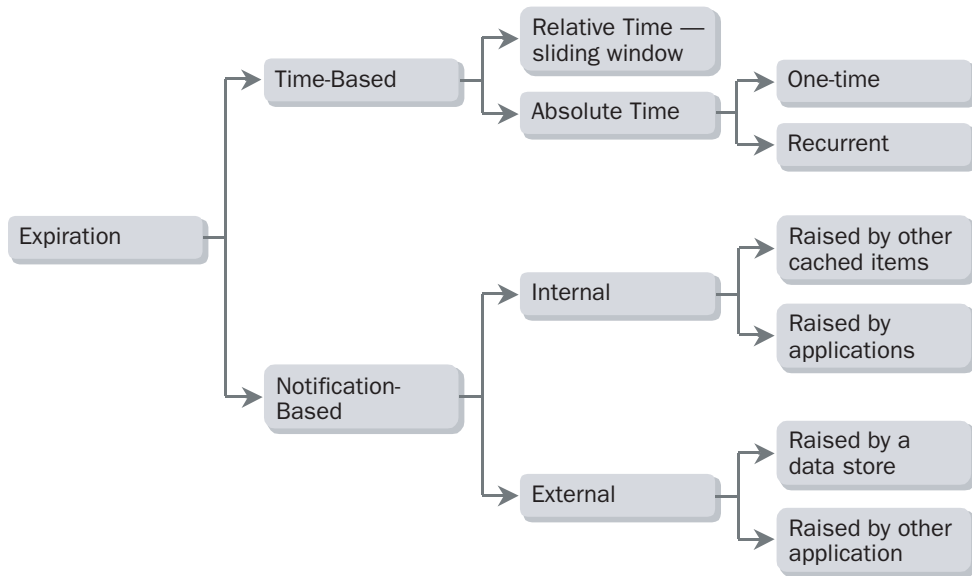 Expiration
Time-Based
Relative Time —
sliding window
Absolute Time
One-time
Recurrent
Notification-
Based
Internal
Raised by other
cached items
Raised by
applications
External
Raised by a
data store
Raised by other
application